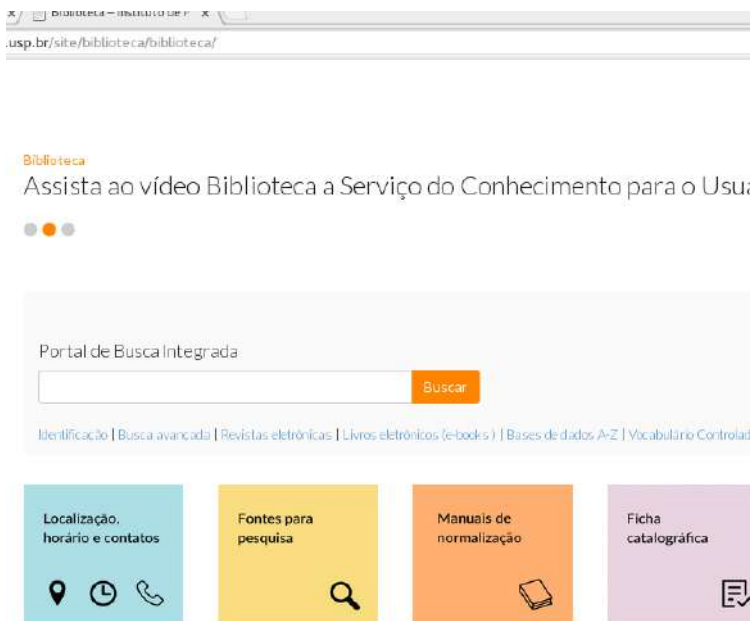 Biblioteca – Instituto de P
.usp.br/site/biblioteca/biblioteca/
Biblioteca
Assista ao vídeo Biblioteca a Serviço do Conhecimento para o Usua
Portal de Busca Integrada
Buscar
Identificação | Busca avançada | Revistas eletrônicas | Livros eletrônicos (e-books) | Bases de dados A-Z | Vocabulário Controlad
Localização,
horário e contatos
Fontes para
pesquisa
Manuais de
normalização
Ficha
catalográfica